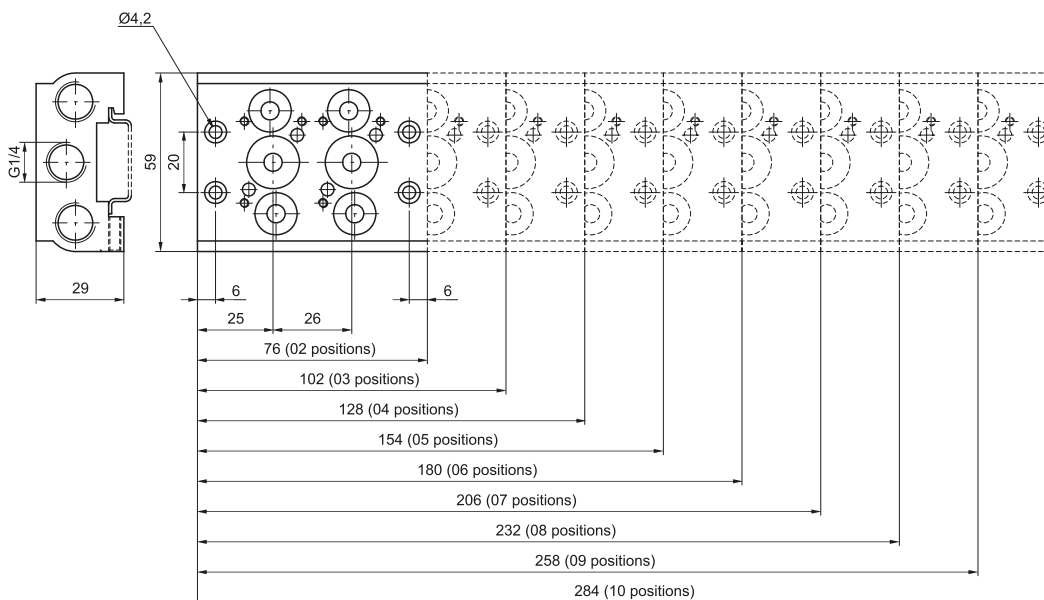 Ø4,2
G1/4
59
20
29
6
6
25
26
76 (02 positions)
102 (03 positions)
128 (04 positions)
154 (05 positions)
180 (06 positions)
206 (07 positions)
232 (08 positions)
258 (09 positions)
284 (10 positions)